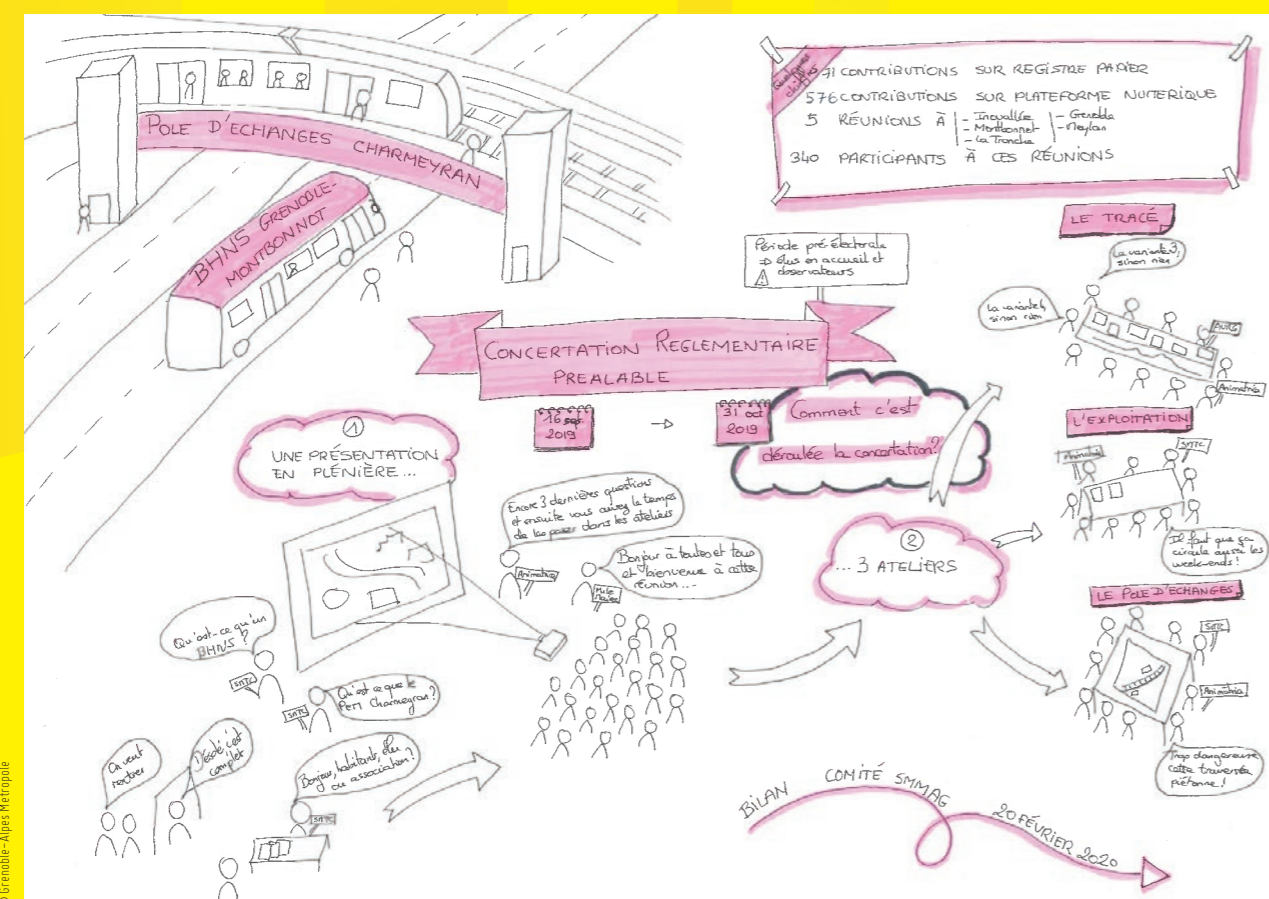 POLE D'ECHANGES CHARMEYRAN
BHNS GRENOBLE-
MONTBONNOT
Quelques
chiffres
71 CONTRIBUTIONS SUR REGISTRE PAPIER
576 CONTRIBUTIONS SUR PLATEFORME NUMERIQUE
5 RÉUNIONS À
- Inovallée
- Montbonnot
- La Tronche
- Grenoble
- Meylan
340 PARTICIPANTS À CES RÉUNIONS
Période pré-électorale
⇒ élus en accueil et
observateurs
CONCERTATION REGLEMENTAIRE
PREALABLE
16 sept
2019
→
31 oct
2019
Comment c'est
déroulée la concertation?
①
UNE PRÉSENTATION
EN PLÉNIÈRE...
Encore 3 dernières questions
et ensuite vous aurez le temps
de les poser dans les ateliers
Animatrice
Bonjour à toutes et tous
et bienvenue à cette
réunion...
Maire
Qu'est-ce qu'un
BHNS ?
SMTC
Qu'est ce que le
PEM Charmeyran?
SMTC
On veut
rentrer
Désolé c'est
complet
Bonjour, habitants, élu
ou association?
SMTC
②
... 3 ATELIERS
LE TRACÉ
La variante 3,
sinon rien
sinon rien
Animatrice
L'EXPLOITATION
Animatrice
SMTC
Il faut que ça
circule aussi les
week-ends!
LE POLE D'ECHANGES
SMTC
Animatrice
Trop dangereuse
cette traversée
piétonne!
BILAN COMITÉ SMMAG 20 FÉVRIER 2020
© Grenoble-Alpes Métropole